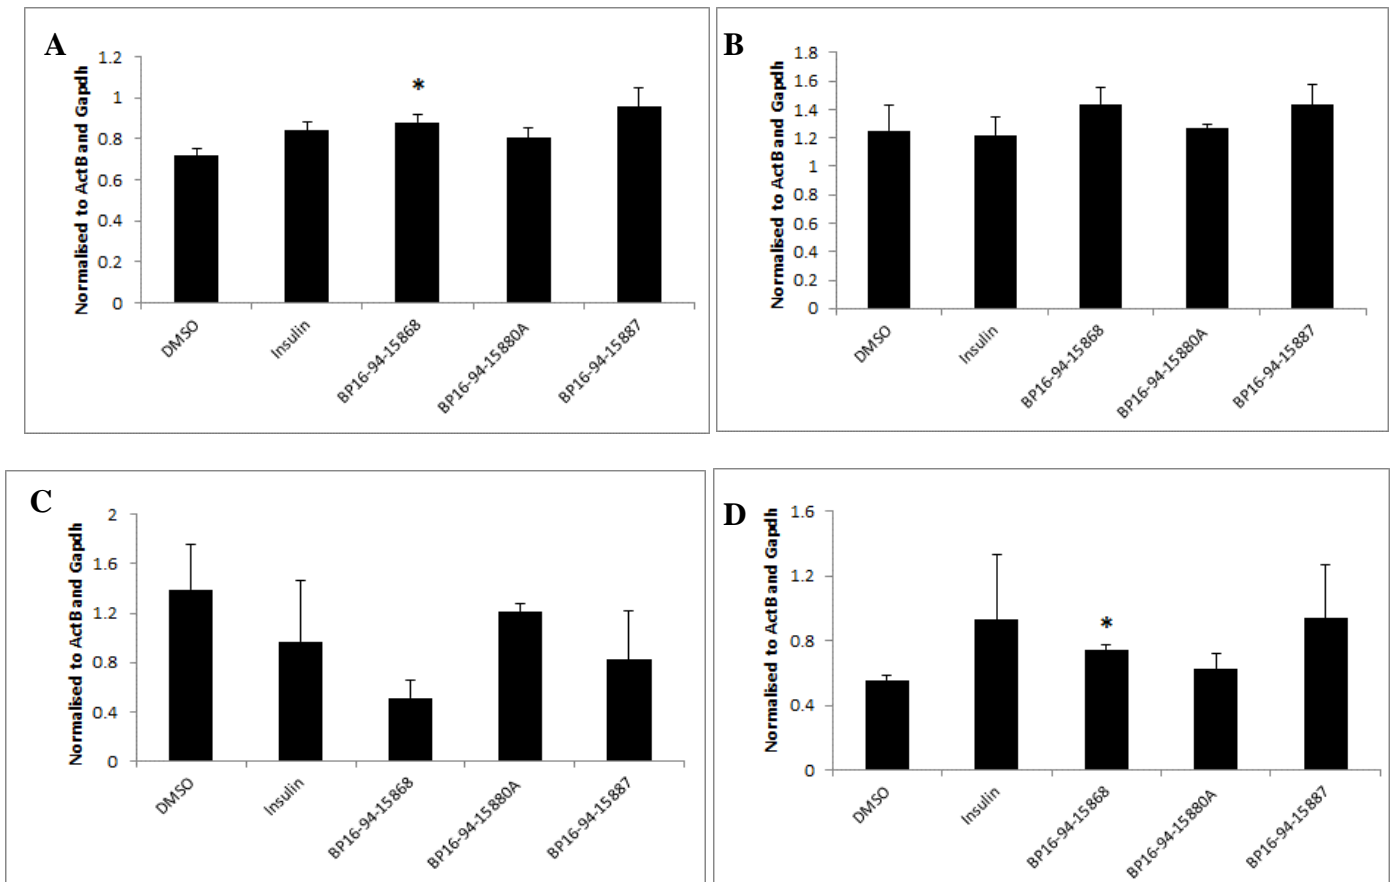 A
Normalised to ActB and Gapdh
1.2
1
0.8
0.6
0.4
0.2
0
*
DMSO
Insulin
BP16-94-15868
BP16-94-15880A
BP16-94-15887
B
Normalised to ActB and Gapdh
1.8
1.6
1.4
1.2
1
0.8
0.6
0.4
0.2
0
DMSO
Insulin
BP16-94-15868
BP16-94-15880A
BP16-94-15887
C
Normalised to ActB and Gapdh
2
1.6
1.2
0.8
0.4
0
DMSO
Insulin
BP16-94-15868
BP16-94-15880A
BP16-94-15887
D
Normalised to ActB and Gapdh
1.6
1.2
0.8
0.4
0
*
DMSO
Insulin
BP16-94-15868
BP16-94-15880A
BP16-94-15887